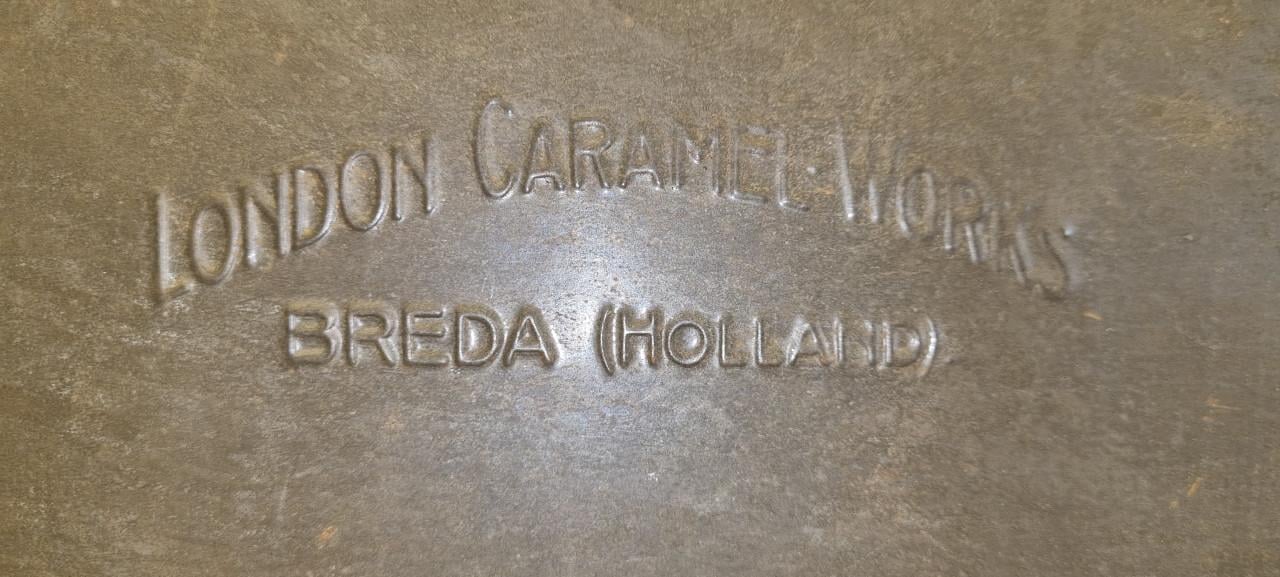 LONDON CARAMEL-WORKS
BREDA (HOLLAND)